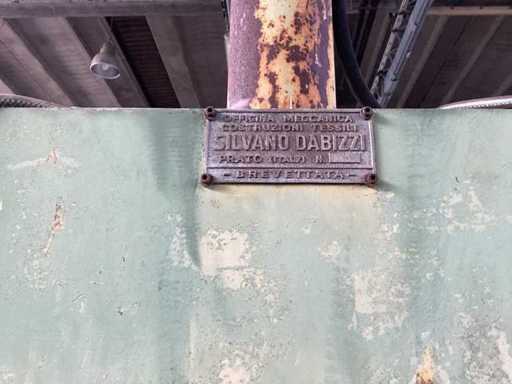 OFFICINA MECCANICA
COSTRUZIONI TESSILI
SILVANO DABIZZI
PRATO (ITALY) N.
- BREVETTATA -